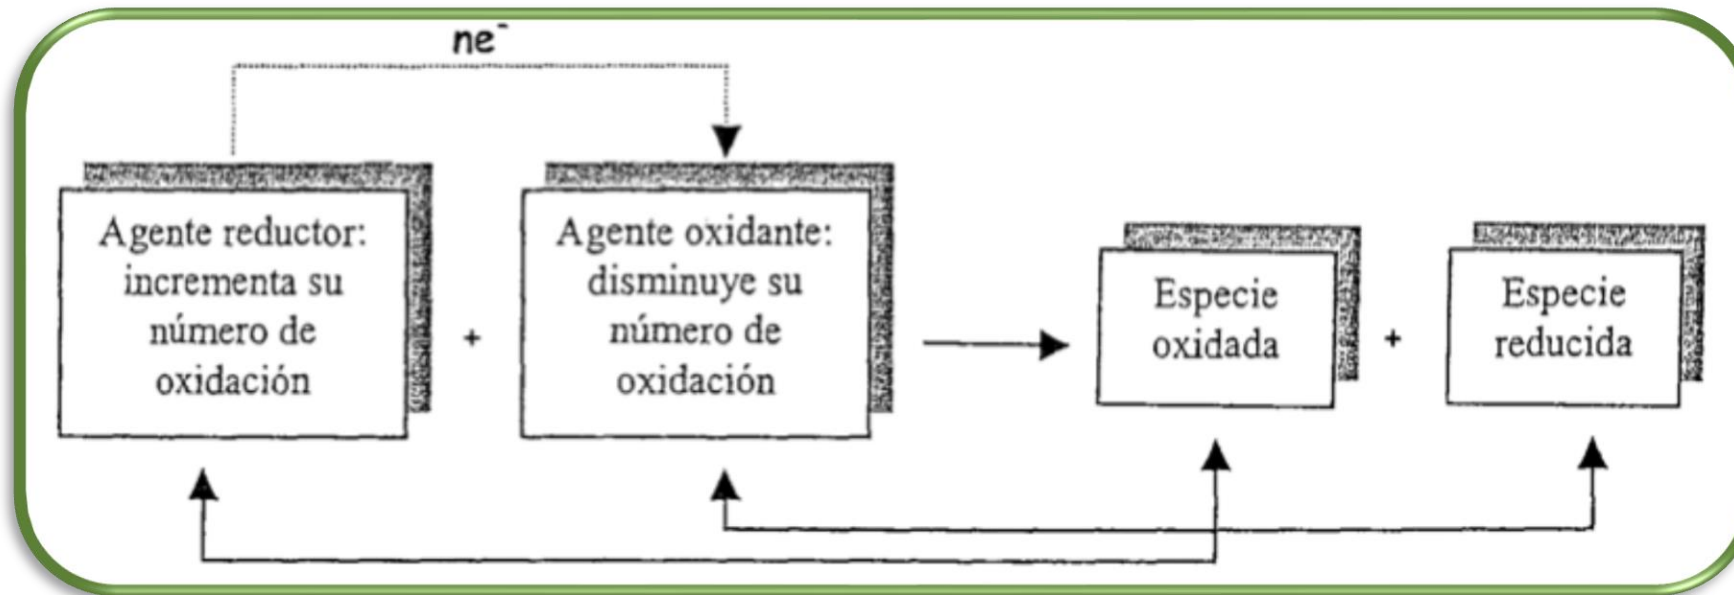 ne⁻
Agente reductor:
incrementa su
número de
oxidación
+
Agente oxidante:
disminuye su
número de
oxidación
Especie
oxidada
+
Especie
reducida